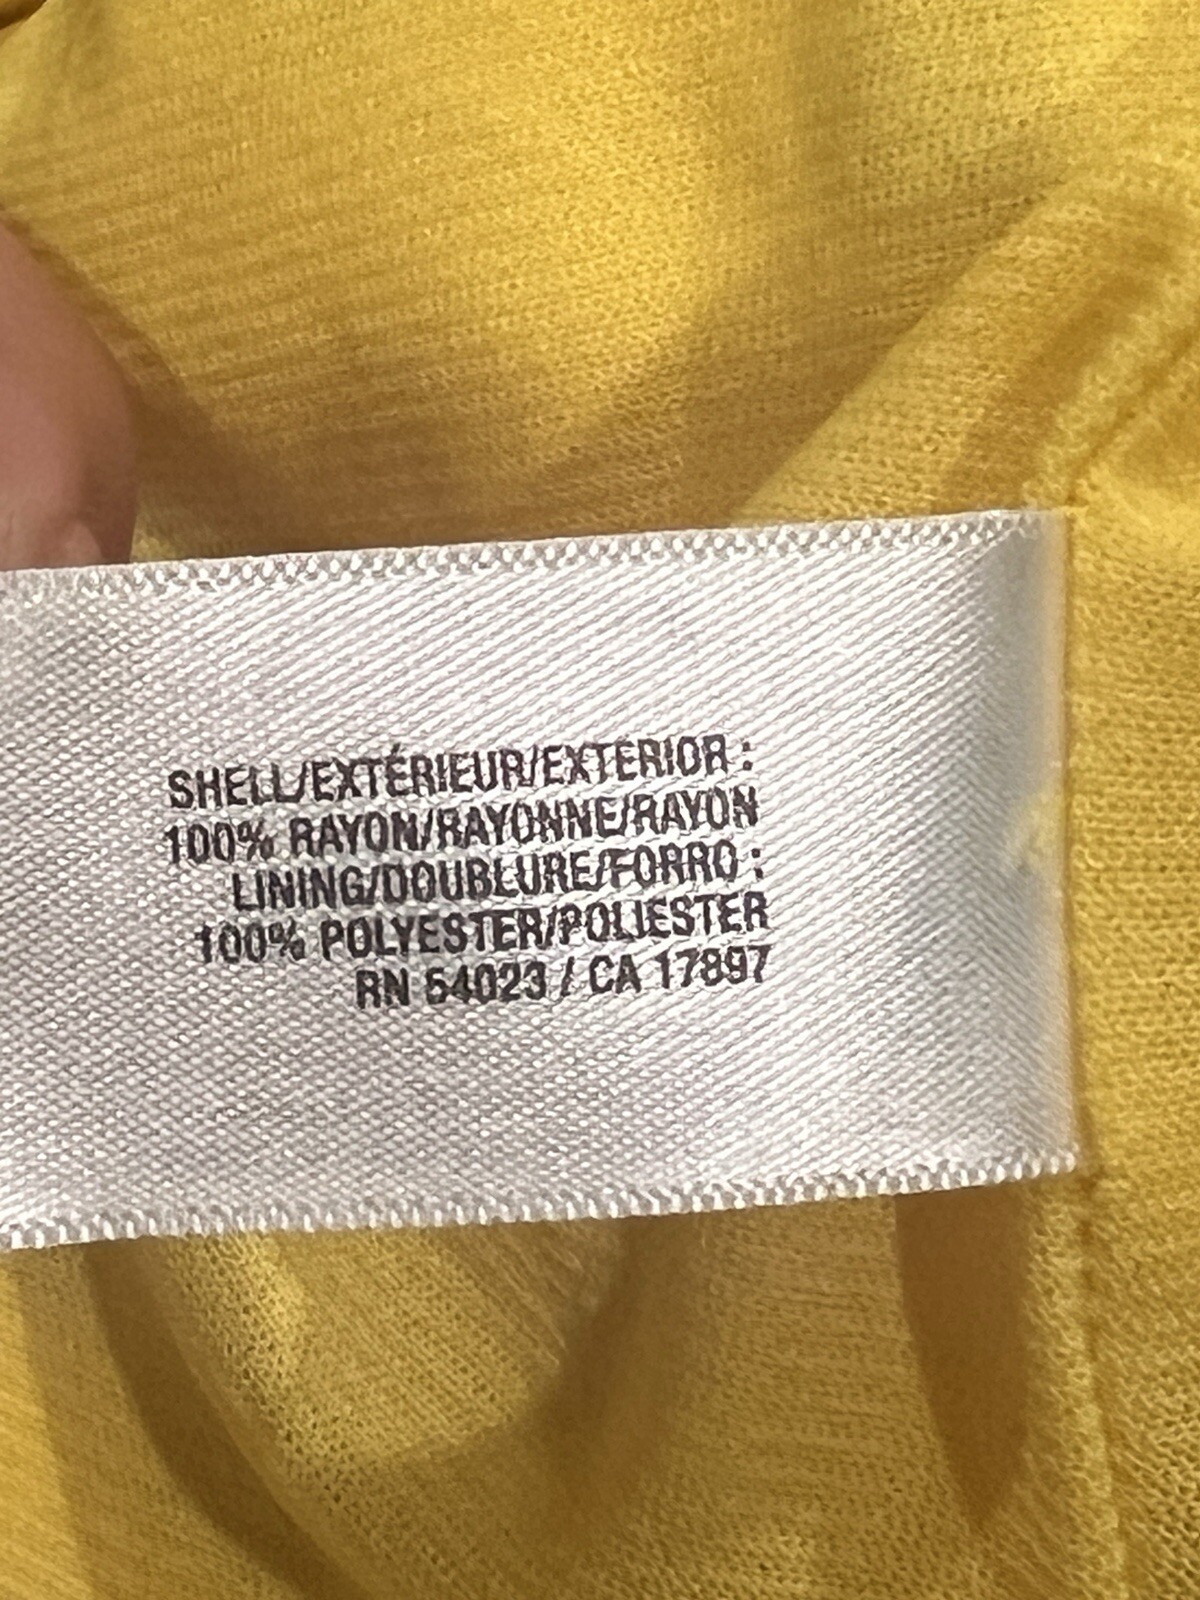 SHELL/EXTÉRIEUR/EXTERIOR :
100% RAYON/RAYONNE/RAYON
LINING/DOUBLURE/FORRO :
100% POLYESTER/POLIESTER
RN 54023 / CA 17897